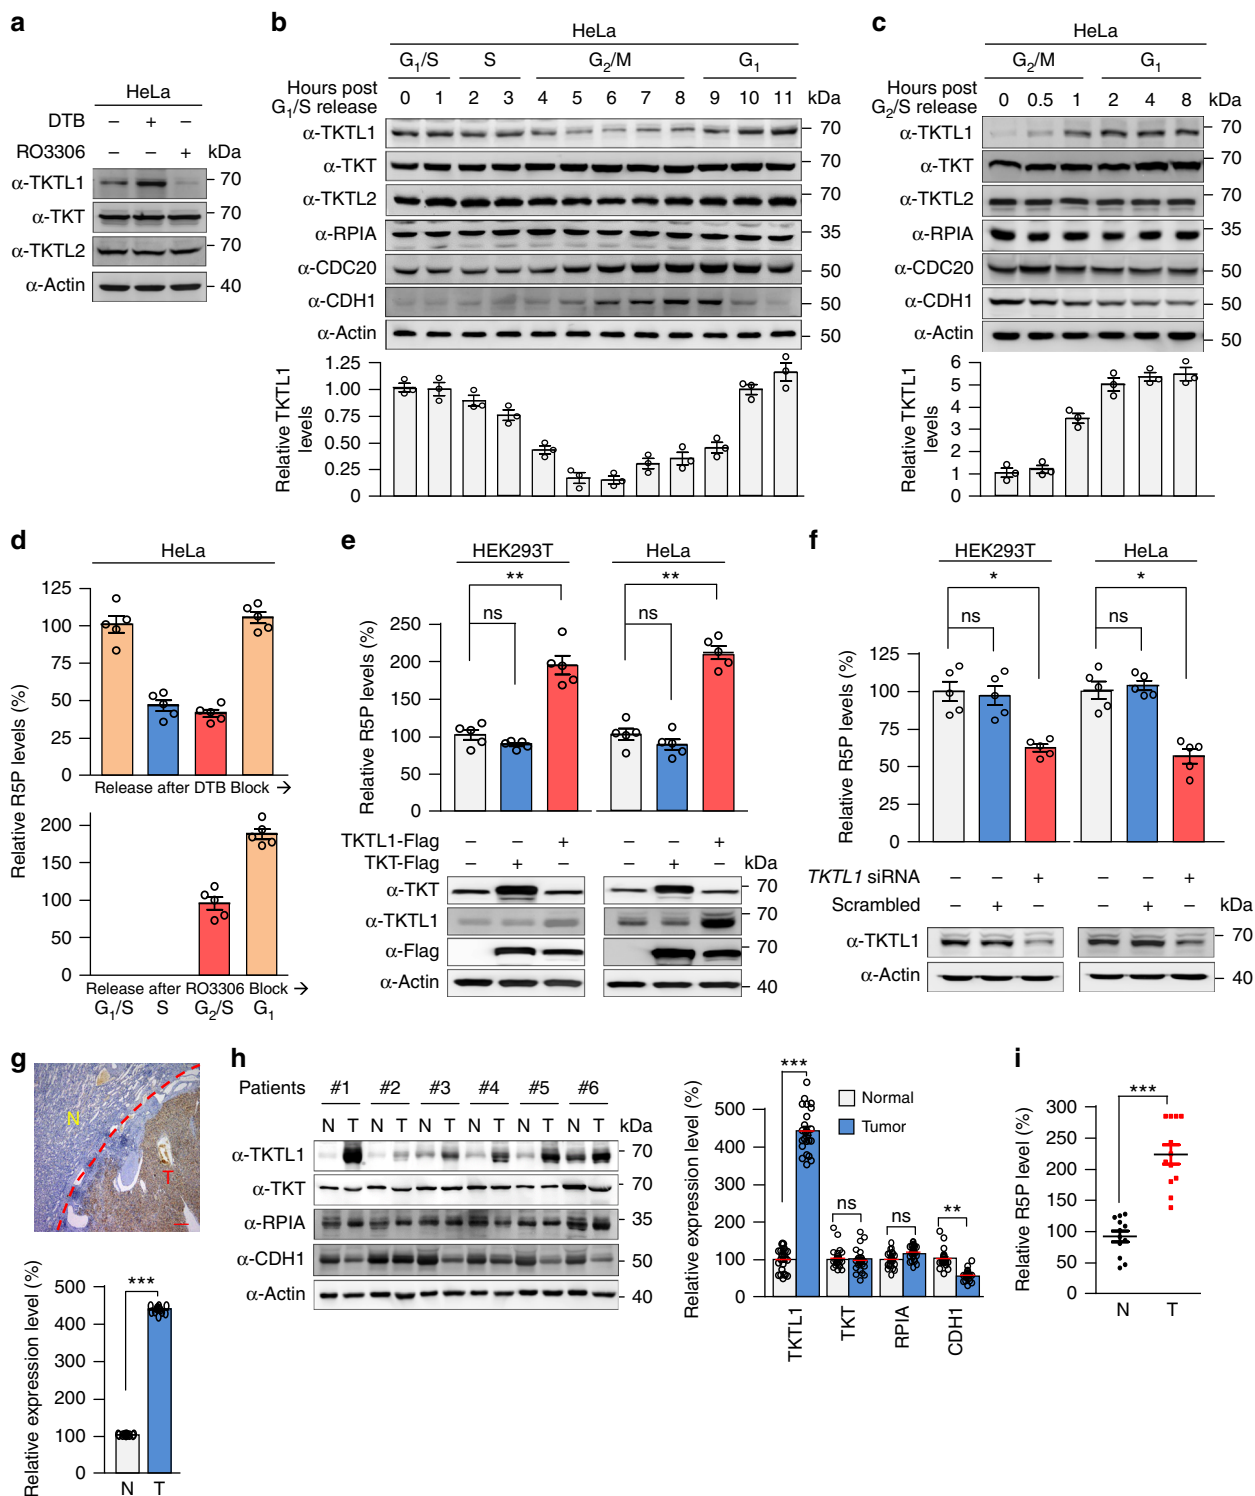 a
HeLa
DTB – + –
RO3306 – – + kDa
α-TKTL1 70
α-TKT 70
α-TKTL2 70
α-Actin 40
b
HeLa
G1/S S G2/M G1
Hours post
G1/S release 0 1 2 3 4 5 6 7 8 9 10 11 kDa
α-TKTL1 70
α-TKT 70
α-TKTL2 70
α-RPIA 35
α-CDC20 50
α-CDH1 50
α-Actin 50
Relative TKTL1
levels
1.25
1.00
0.75
0.50
0.25
0
c
HeLa
G2/M G1
Hours post
G2/S release 0 0.5 1 2 4 8 kDa
α-TKTL1 70
α-TKT 70
α-TKTL2 70
α-RPIA 35
α-CDC20 50
α-CDH1 50
α-Actin 50
Relative TKTL1
levels
6
5
4
3
2
1
0
d
HeLa
Relative R5P levels (%)
125
100
75
50
25
0
Release after DTB Block →
200
150
100
50
0
Release after RO3306 Block →
G1/S S G2/S G1
e
HEK293T HeLa
** **
ns ns
Relative R5P levels (%)
250
200
150
100
50
0
TKTL1-Flag – – + – – +
TKT-Flag – + – – + – kDa
α-TKT 70
α-TKTL1 70
α-Flag 70
α-Actin 40
f
HEK293T HeLa
* *
ns ns
Relative R5P levels (%)
125
100
75
50
25
0
TKTL1 siRNA – – + – – +
Scrambled – + – – + – kDa
α-TKTL1 70
α-Actin 40
g
N
T
Relative expression level (%)
500
400
300
200
100
0
***
N T
h
Patients #1 #2 #3 #4 #5 #6
N T N T N T N T N T N T kDa
α-TKTL1 70
α-TKT 70
α-RPIA 35
α-CDH1 50
α-Actin 40
Relative expression level (%)
500
400
300
200
100
0
***
Normal
Tumor
ns ns **
TKTL1 TKT RPIA CDH1
i
Relative R5P level (%)
300
250
200
150
100
50
0
***
N T